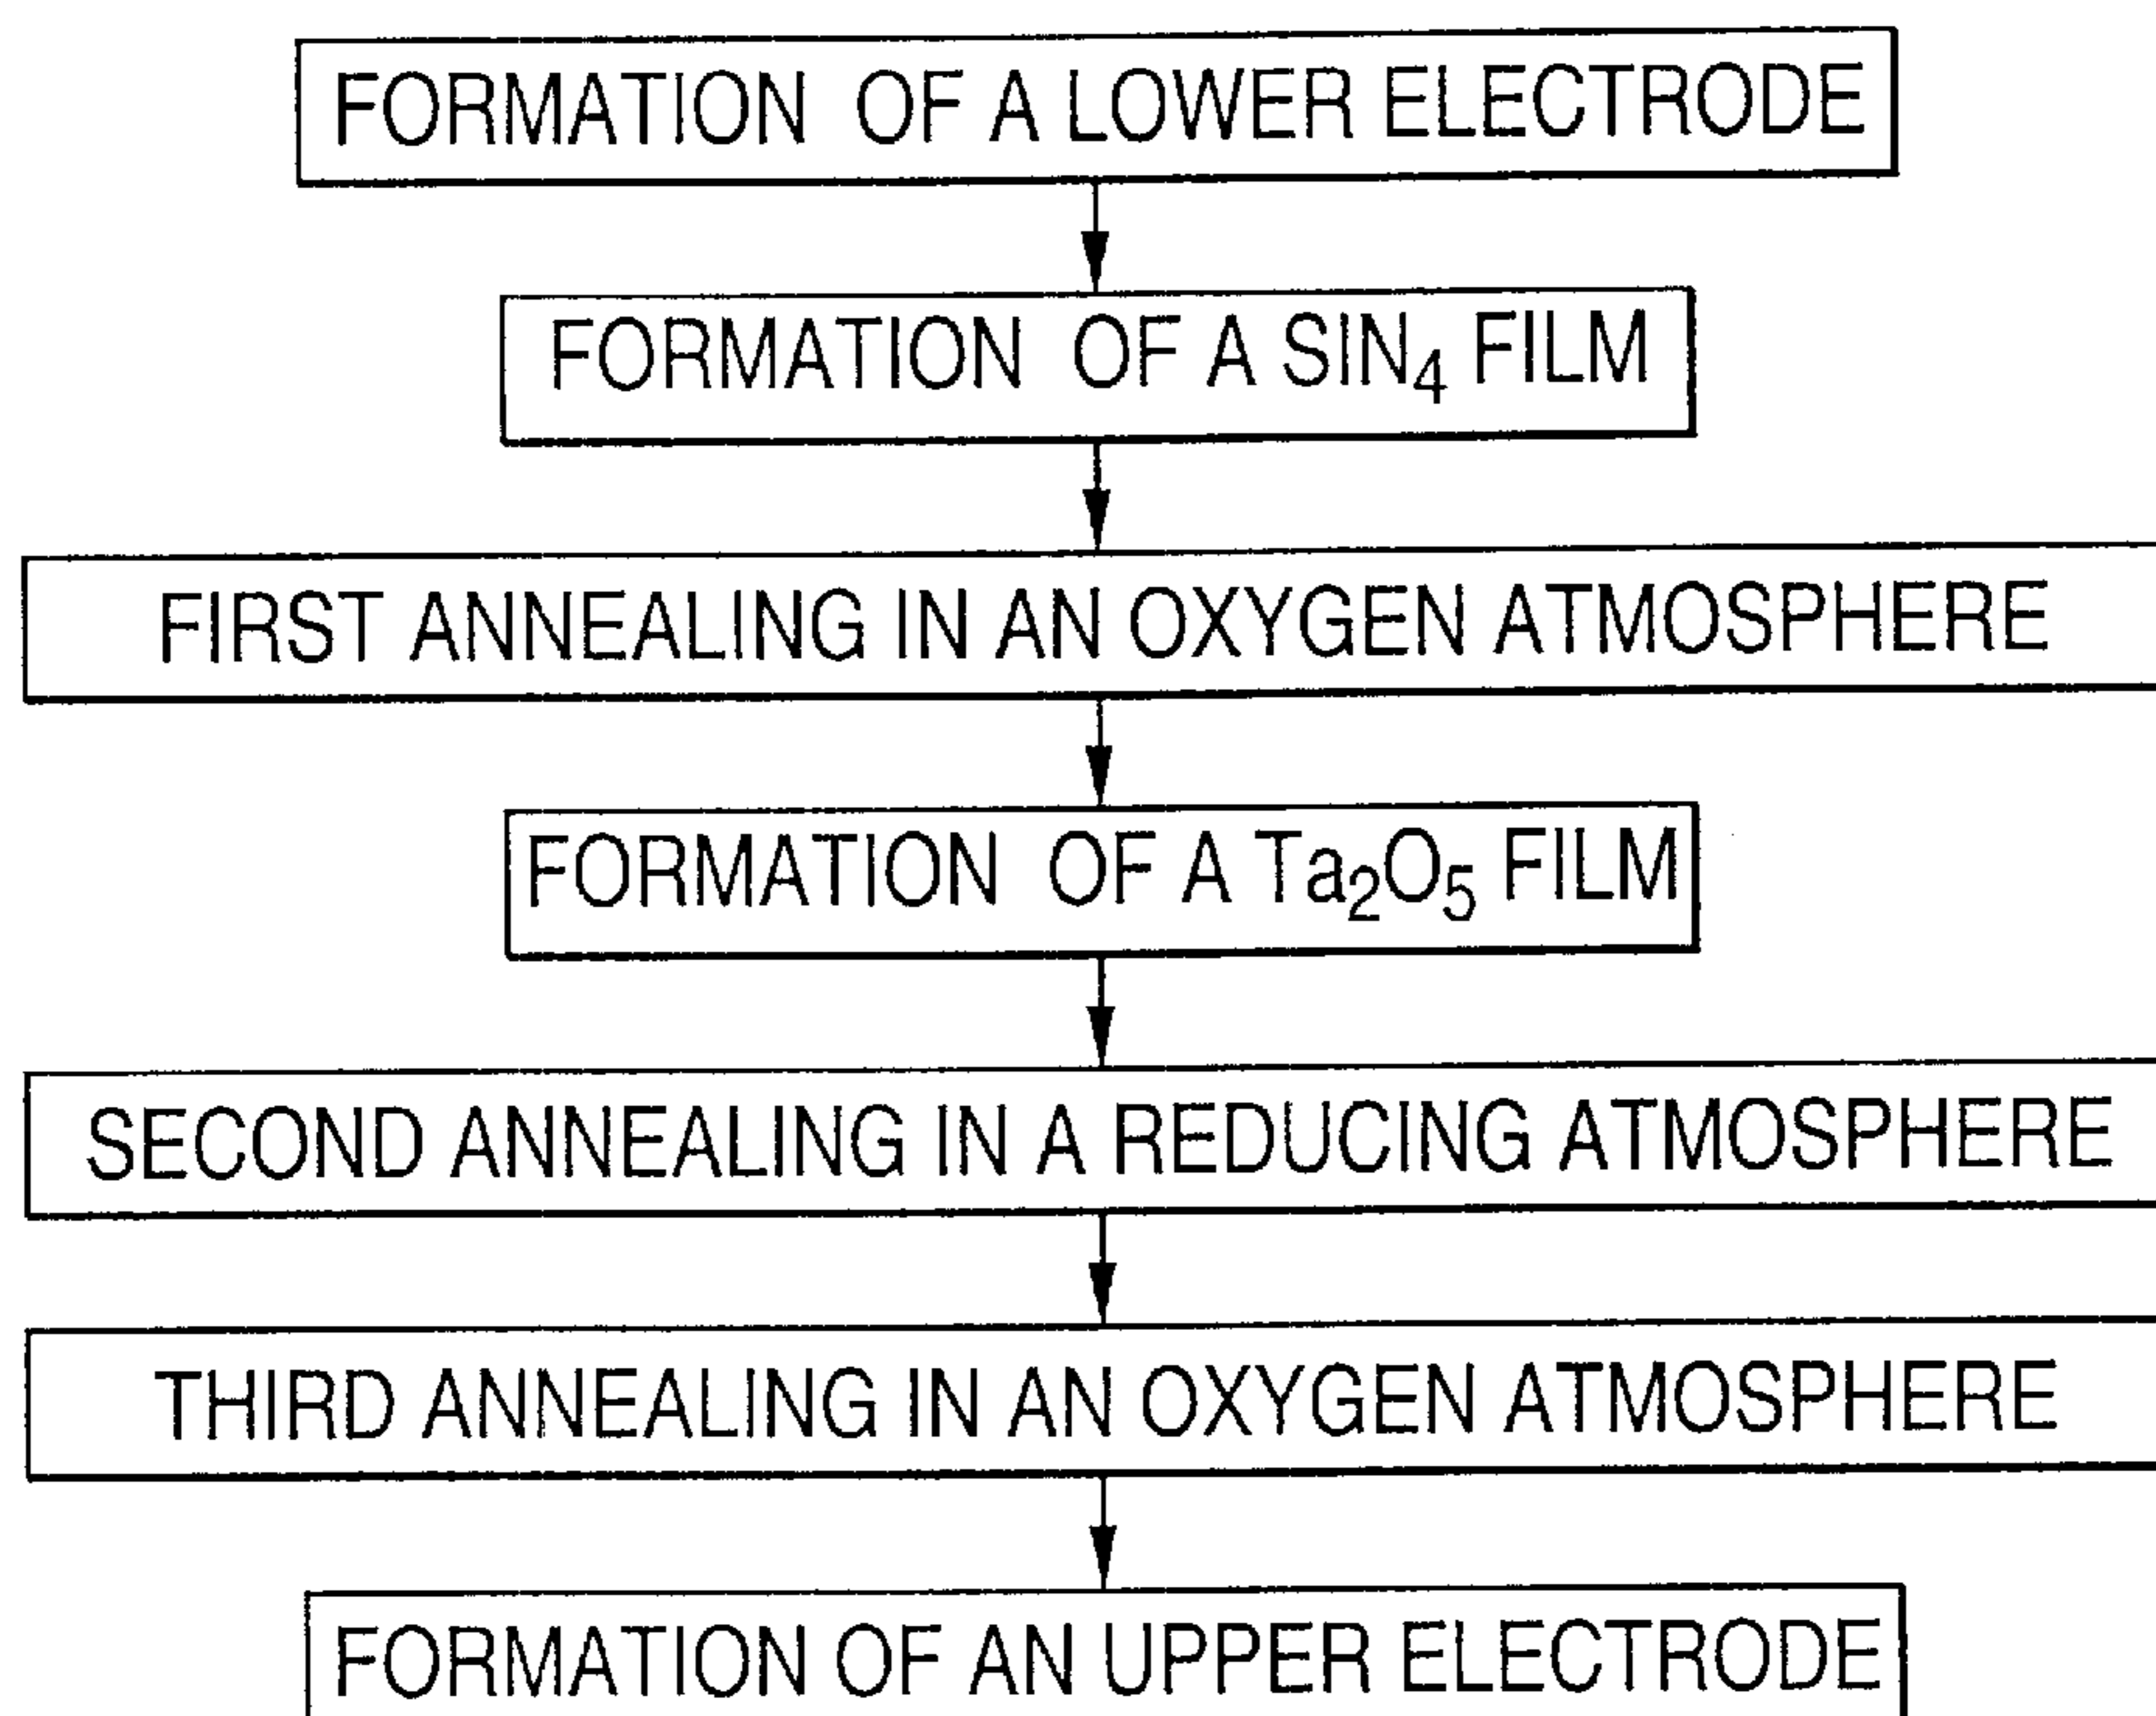 FORMATION OF A LOWER ELECTRODE
FORMATION OF A SIN₄ FILM
FIRST ANNEALING IN AN OXYGEN ATMOSPHERE
FORMATION OF A Ta₂O₅ FILM
SECOND ANNEALING IN A REDUCING ATMOSPHERE
THIRD ANNEALING IN AN OXYGEN ATMOSPHERE
FORMATION OF AN UPPER ELECTRODE